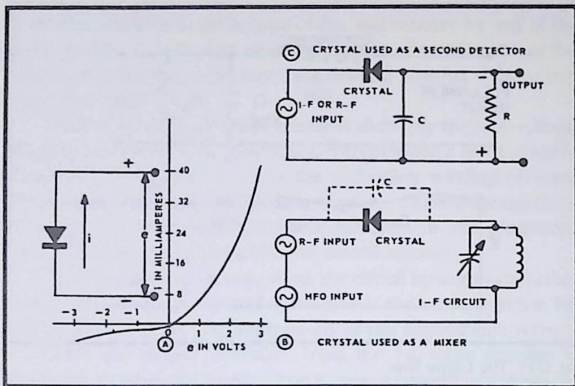 Ⓒ CRYSTAL USED AS A SECOND DETECTOR
CRYSTAL
I-F OR R-F
INPUT
C
−
OUTPUT
R
+
+
i
e
−
i IN MILLIAMPERES
40
32
24
16
8
−3 −2 −1 0 1 2 3
Ⓐ e IN VOLTS
C
R-F INPUT
CRYSTAL
HFO INPUT
I-F CIRCUIT
Ⓑ CRYSTAL USED AS A MIXER